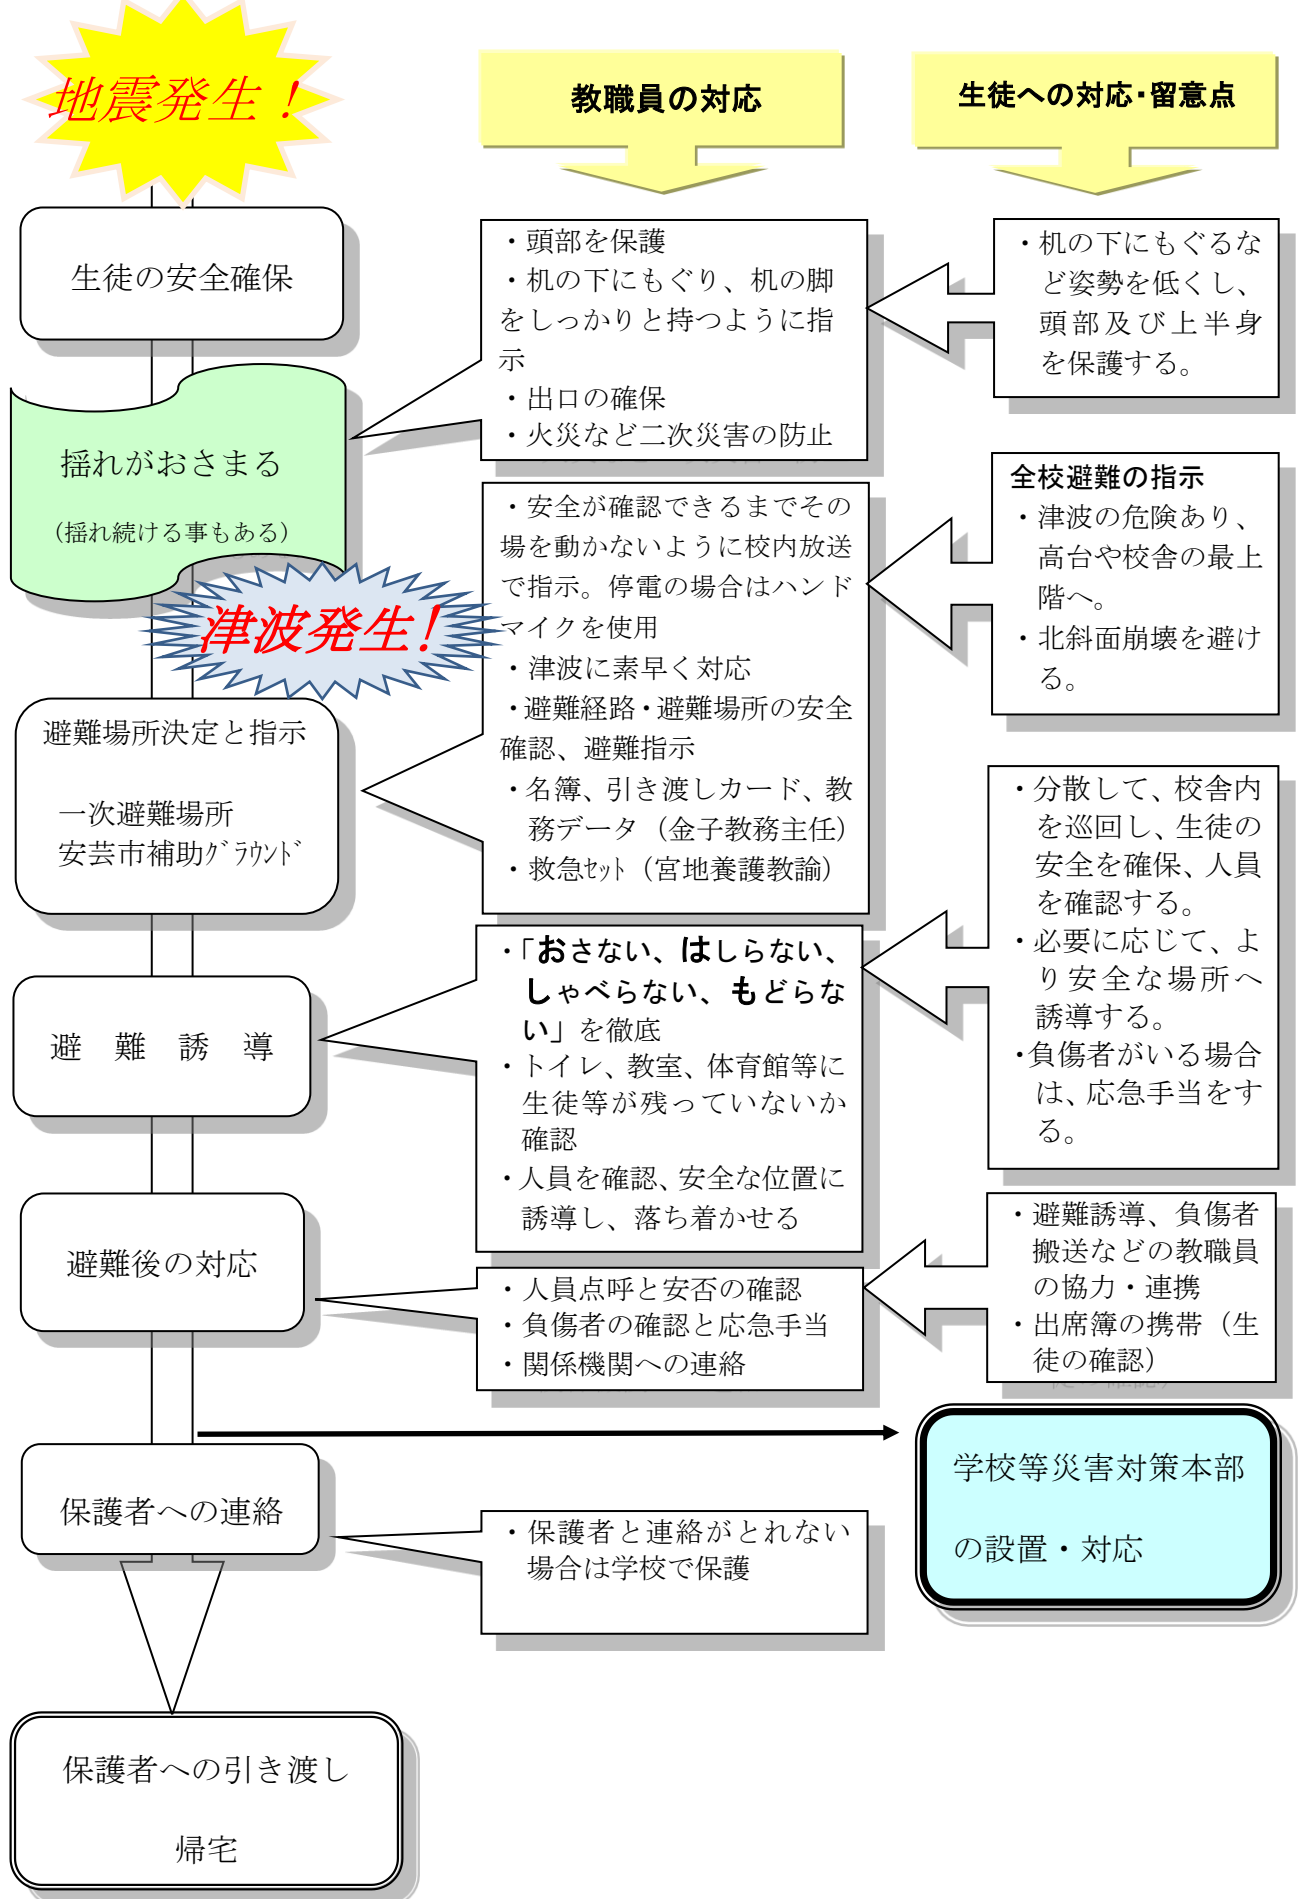 地震発生！
教職員の対応
生徒への対応・留意点
生徒の安全確保
・頭部を保護
・机の下にもぐり、机の脚
をしっかりと持つように指
示
・出口の確保
・火災など二次災害の防止
・机の下にもぐるな
ど姿勢を低くし、
頭部及び上半身
を保護する。
揺れがおさまる
（揺れ続ける事もある）
津波発生！
・安全が確認できるまでその
場を動かないように校内放送
で指示。停電の場合はハンド
マイクを使用
・津波に素早く対応
・避難経路・避難場所の安全
確認、避難指示
・名簿、引き渡しカード、教
務データ（金子教務主任）
・救急ｾｯﾄ（宮地養護教諭）
全校避難の指示
・津波の危険あり、
高台や校舎の最上
階へ。
・北斜面崩壊を避け
る。
避難場所決定と指示
一次避難場所
安芸市補助ｸﾞﾗｳﾝﾄﾞ
・分散して、校舎内
を巡回し、生徒の
安全を確保、人員
を確認する。
・必要に応じて、よ
り安全な場所へ
誘導する。
・負傷者がいる場合
は、応急手当をす
る。
避　難　誘　導
・「おさない、はしらない、
しゃべらない、もどらな
い」を徹底
・トイレ、教室、体育館等に
生徒等が残っていないか
確認
・人員を確認、安全な位置に
誘導し、落ち着かせる
避難後の対応
・人員点呼と安否の確認
・負傷者の確認と応急手当
・関係機関への連絡
・避難誘導、負傷者
搬送などの教職員
の協力・連携
・出席簿の携帯（生
徒の確認）
学校等災害対策本部
の設置・対応
保護者への連絡
・保護者と連絡がとれない
場合は学校で保護
保護者への引き渡し
帰宅